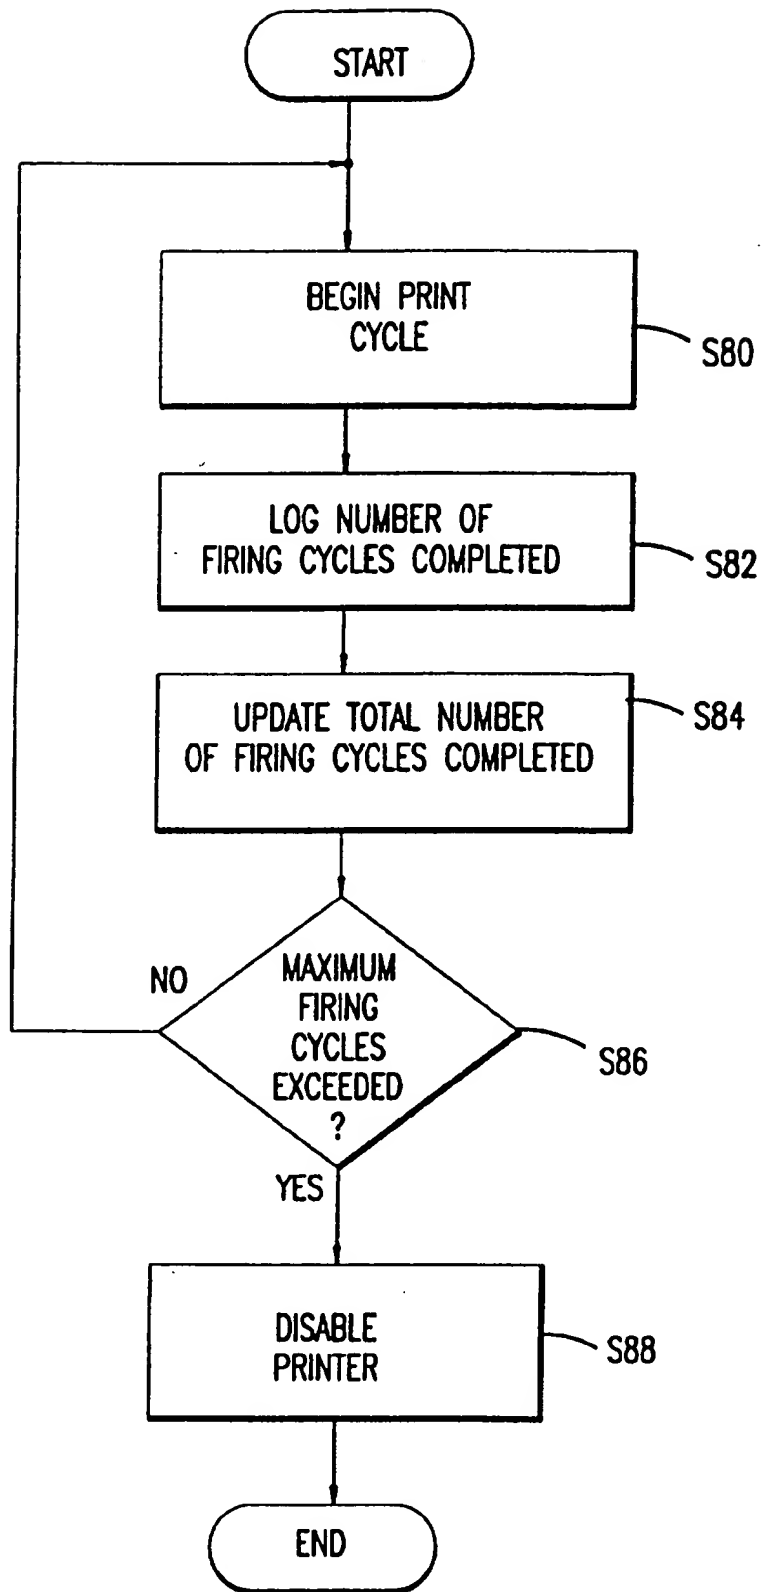 START
BEGIN PRINT
CYCLE
S80
LOG NUMBER OF
FIRING CYCLES COMPLETED
S82
UPDATE TOTAL NUMBER
OF FIRING CYCLES COMPLETED
S84
NO
MAXIMUM
FIRING
CYCLES
EXCEEDED
?
S86
YES
DISABLE
PRINTER
S88
END